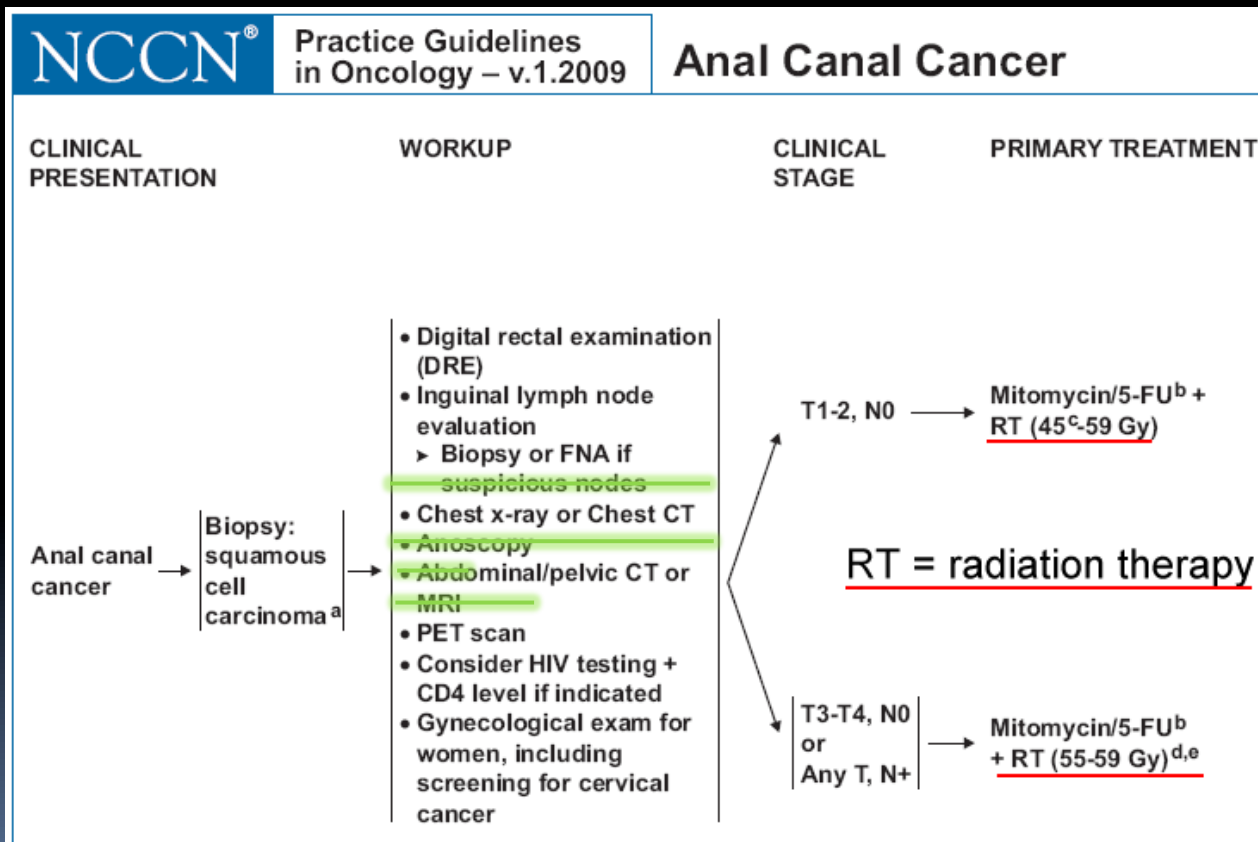 NCCN®
Practice Guidelines
in Oncology – v.1.2009
Anal Canal Cancer
CLINICAL
PRESENTATION
WORKUP
CLINICAL
STAGE
PRIMARY TREATMENT
Anal canal
cancer
Biopsy:
squamous
cell
carcinoma a
• Digital rectal examination
(DRE)
• Inguinal lymph node
evaluation
➤ Biopsy or FNA if
suspicious nodes
• Chest x-ray or Chest CT
• Anoscopy
• Abdominal/pelvic CT or
MRI
• PET scan
• Consider HIV testing +
CD4 level if indicated
• Gynecological exam for
women, including
screening for cervical
cancer
T1-2, N0
Mitomycin/5-FU b +
RT (45 c-59 Gy)
RT = radiation therapy
T3-T4, N0
or
Any T, N+
Mitomycin/5-FU b
+ RT (55-59 Gy) d,e